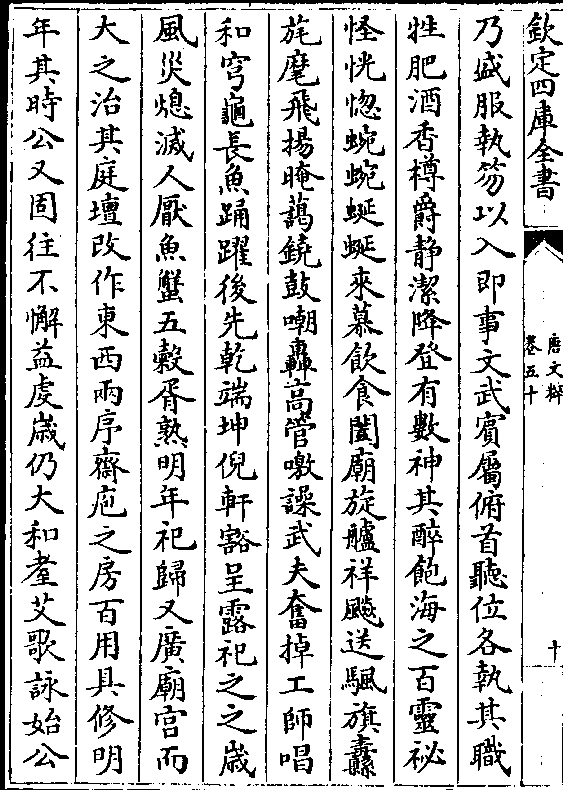 欽定四庫全書
唐文粹
卷五十
十
乃盛服執笏以入即事文武賓屬俯首聽位各執其職
牲肥酒香樽爵静潔降登有數神其醉飽海之百靈祕
怪恍惚蜿蜿蜒蜒來慕飲食闔廟旋艫祥飈送颿旗纛
旄麾飛揚晻藹鐃鼓嘲轟高管噭譟武夫奮掉工師唱
和穹龜長魚踊躍後先乾端坤倪軒豁呈露祀之之歲
風災熄滅人厭魚蟹五穀胥熟明年祀歸又廣廟宫而
大之治其庭壇改作東西兩序齋庖之房百用具修明
年其時公又固往不懈益䖍歲仍大和耋艾歌詠始公